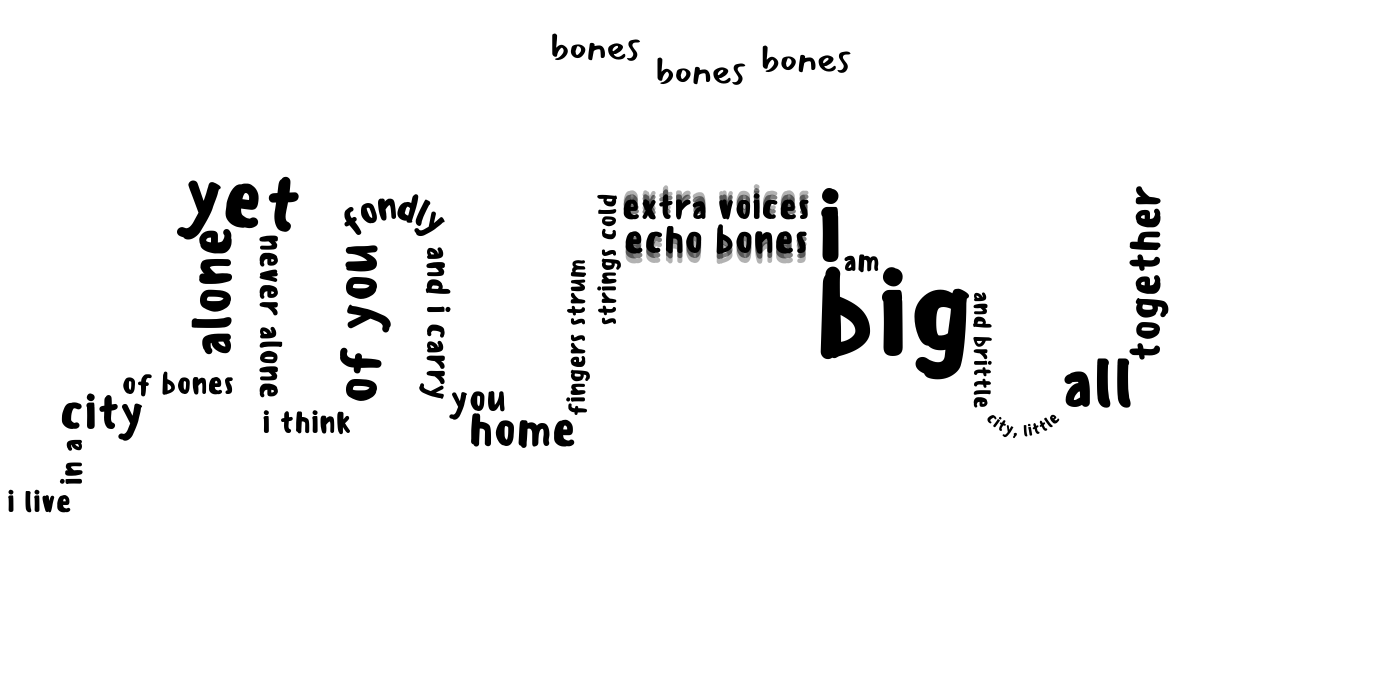 bones
bones
bones
i live
in a
city
of bones
alone
yet
never alone
i think
of you
fondly
and i carry
you
home
fingers strum
strings cold
extra voices
echo bones
i
am
big
and brittle
city, little
all
together